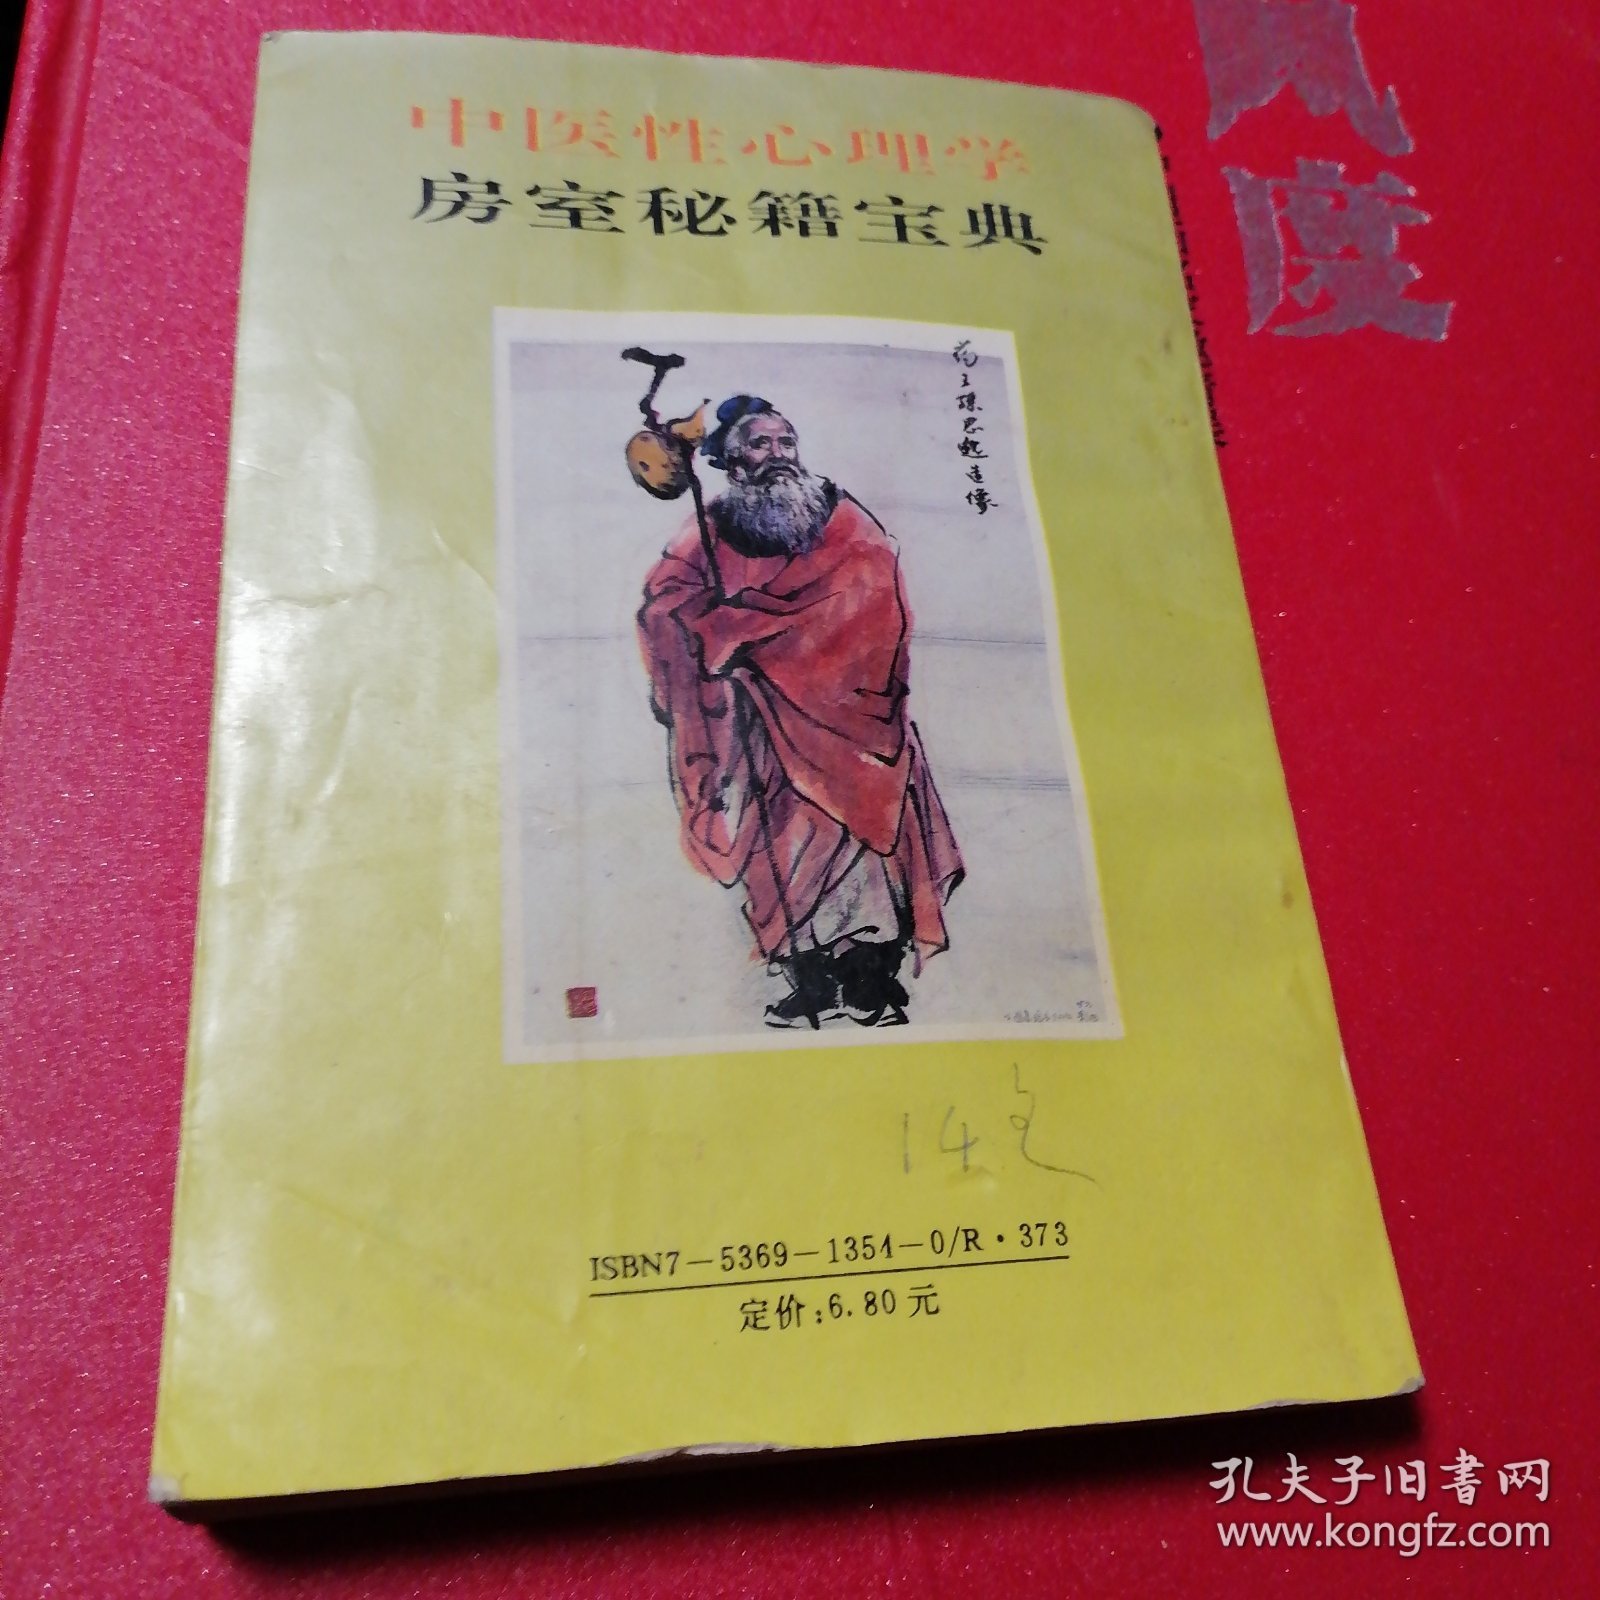 中医性心理学
房室秘籍宝典
药王孙思邈造像
14元
ISBN7-5369-1354-0/R·373
定价:6.80元
风度
孔夫子旧书网
www.kongfz.com